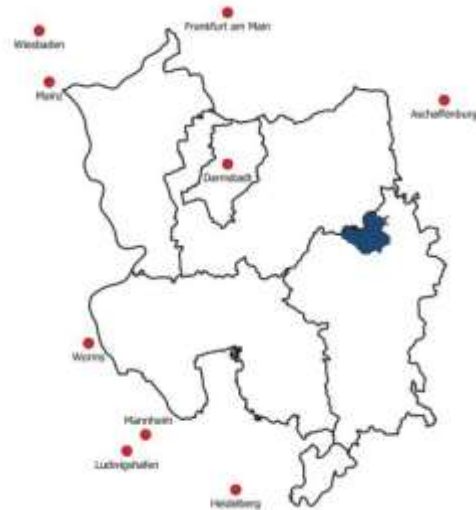 Frankfurt am Main
Wiesbaden
Mainz
Aschaffenburg
Darmstadt
Worms
Mannheim
Ludwigshafen
Heidelberg